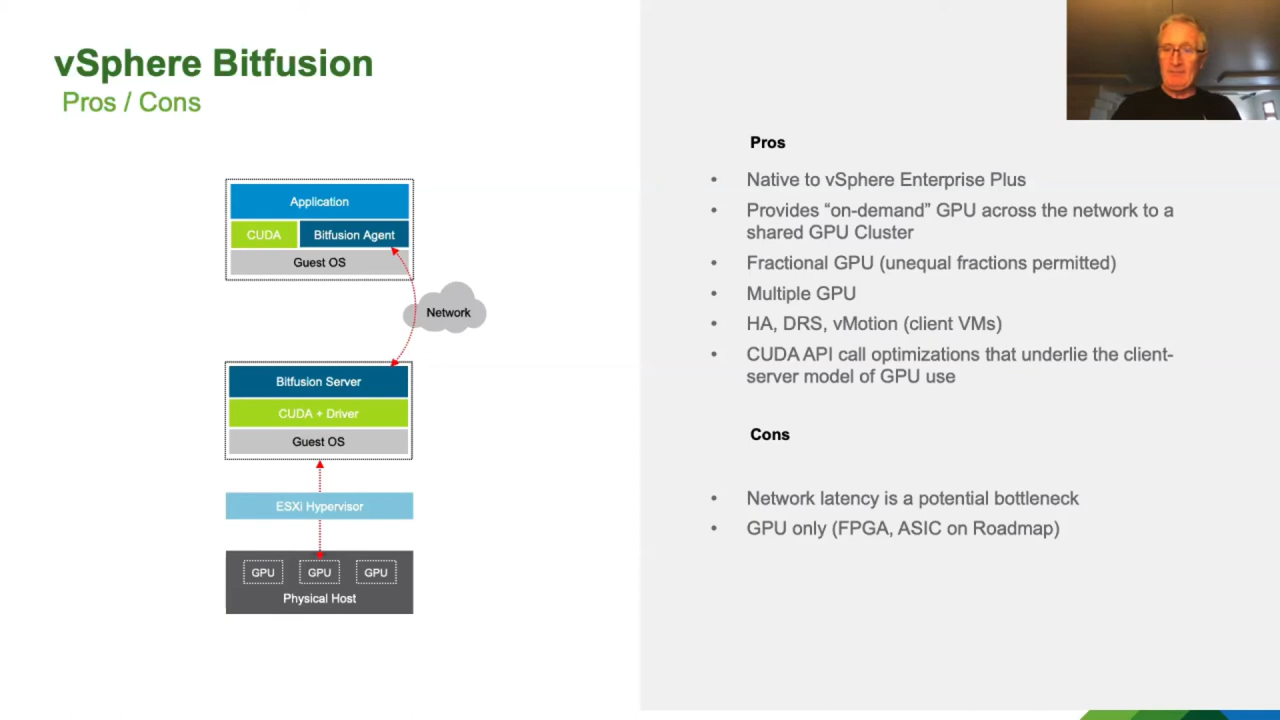 vSphere Bitfusion
Pros / Cons
Application
CUDA
Bitfusion Agent
Guest OS
Network
Bitfusion Server
CUDA + Driver
Guest OS
ESXi Hypervisor
GPU
GPU
GPU
Physical Host
Pros
• Native to vSphere Enterprise Plus
• Provides “on-demand” GPU across the network to a
shared GPU Cluster
• Fractional GPU (unequal fractions permitted)
• Multiple GPU
• HA, DRS, vMotion (client VMs)
• CUDA API call optimizations that underlie the client-
server model of GPU use
Cons
• Network latency is a potential bottleneck
• GPU only (FPGA, ASIC on Roadmap)